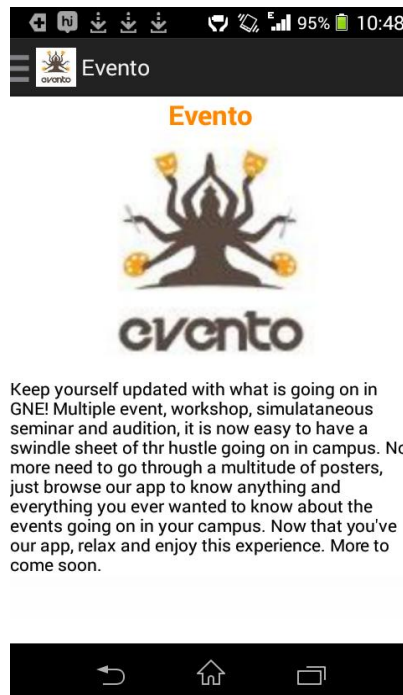 hi
E
95%
10:48
evento
Evento
Evento
evento
Keep yourself updated with what is going on in
GNE! Multiple event, workshop, simulataneous
seminar and audition, it is now easy to have a
swindle sheet of thr hustle going on in campus. No
more need to go through a multitude of posters,
just browse our app to know anything and
everything you ever wanted to know about the
events going on in your campus. Now that you've
our app, relax and enjoy this experience. More to
come soon.